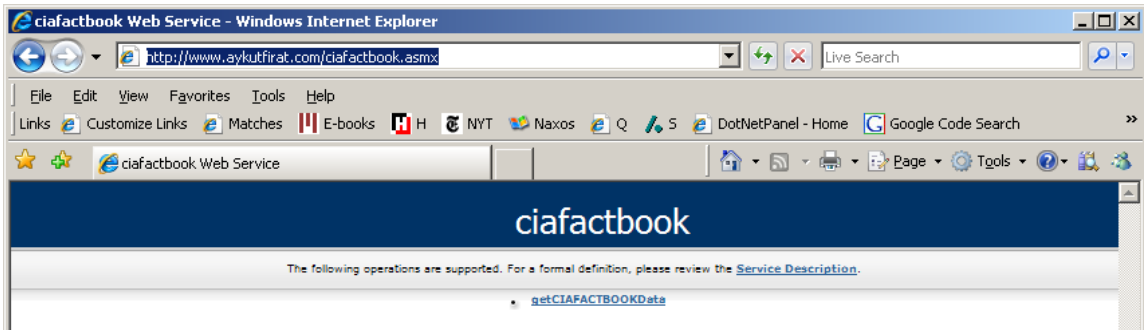 ciafactbook Web Service - Windows Internet Explorer
http://www.aykutfirat.com/ciafactbook.asmx Live Search
File Edit View Favorites Tools Help
Links Customize Links Matches E-books H NYT Naxos Q S DotNetPanel - Home Google Code Search »
ciafactbook Web Service Page Tools
ciafactbook
The following operations are supported. For a formal definition, please review the Service Description.
• getCIAFACTBOOKData